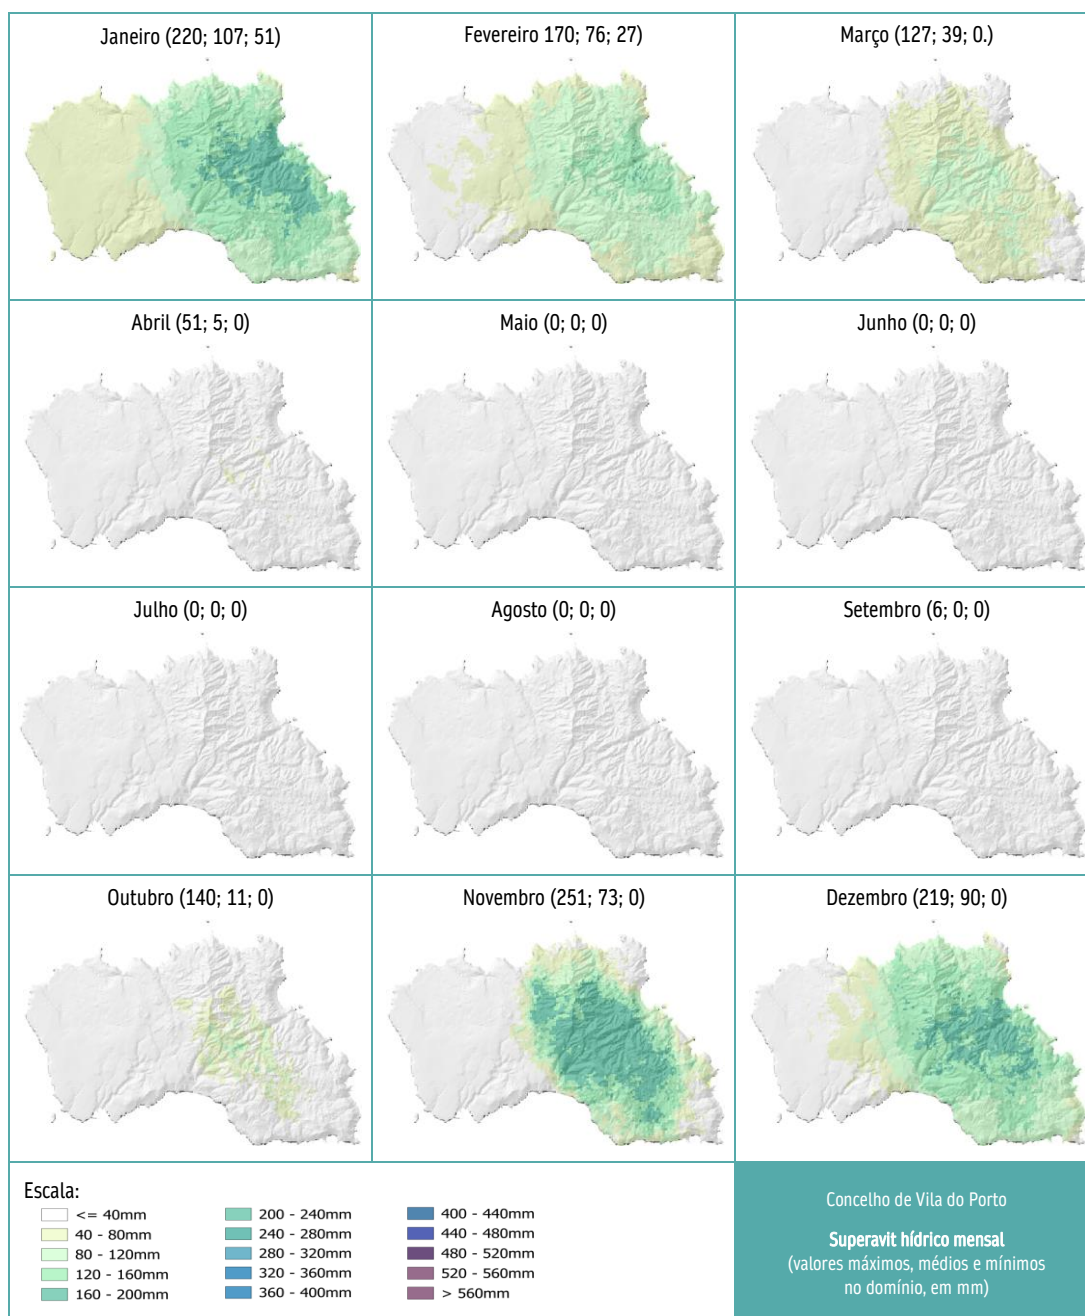 Janeiro (220; 107; 51)
Fevereiro 170; 76; 27)
Março (127; 39; 0.)
Abril (51; 5; 0)
Maio (0; 0; 0)
Junho (0; 0; 0)
Julho (0; 0; 0)
Agosto (0; 0; 0)
Setembro (6; 0; 0)
Outubro (140; 11; 0)
Novembro (251; 73; 0)
Dezembro (219; 90; 0)
Escala:
<= 40mm
40 - 80mm
80 - 120mm
120 - 160mm
160 - 200mm
200 - 240mm
240 - 280mm
280 - 320mm
320 - 360mm
360 - 400mm
400 - 440mm
440 - 480mm
480 - 520mm
520 - 560mm
> 560mm
Concelho de Vila do Porto
Superavit hídrico mensal
(valores máximos, médios e mínimos
no domínio, em mm)